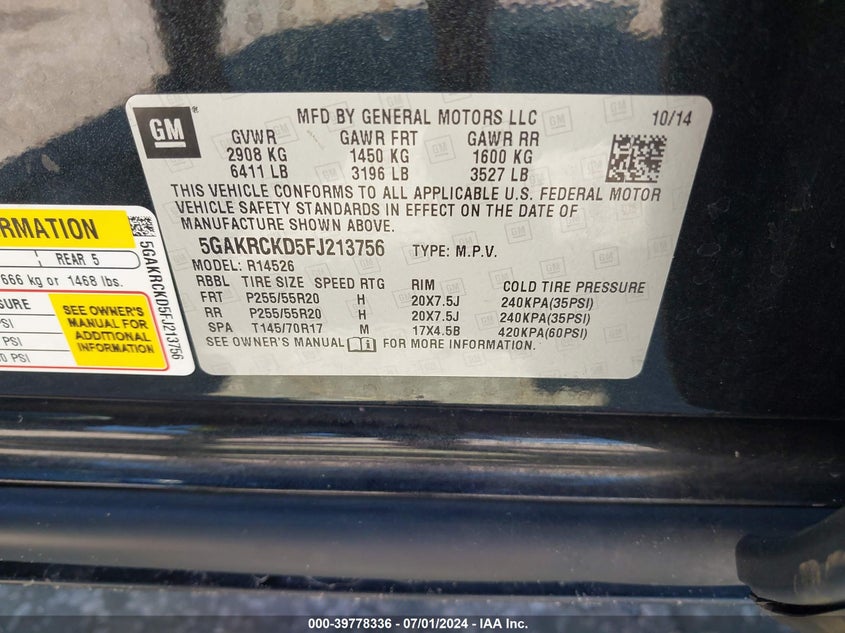 GM
®
MFD BY GENERAL MOTORS LLC 10/14
GVWR GAWR FRT GAWR RR
2908 KG 1450 KG 1600 KG
6411 LB 3196 LB 3527 LB
THIS VEHICLE CONFORMS TO ALL APPLICABLE U.S. FEDERAL MOTOR
VEHICLE SAFETY STANDARDS IN EFFECT ON THE DATE OF
MANUFACTURE SHOWN ABOVE.
5GAKRCKD5FJ213756 TYPE: M.P.V.
MODEL: R14526
RBBL TIRE SIZE SPEED RTG RIM COLD TIRE PRESSURE
FRT P255/55R20 H 20X7.5J 240KPA(35PSI)
RR P255/55R20 H 20X7.5J 240KPA(35PSI)
SPA T145/70R17 M 17X4.5B 420KPA(60PSI)
SEE OWNER'S MANUAL FOR MORE INFORMATION.
REAR 5
666 kg or 1468 lbs.
SEE OWNER'S
MANUAL FOR
ADDITIONAL
INFORMATION
PSI
PSI
PSI
5GAKRCKD5FJ213756
000-39778336 - 07/01/2024 - IAA Inc.